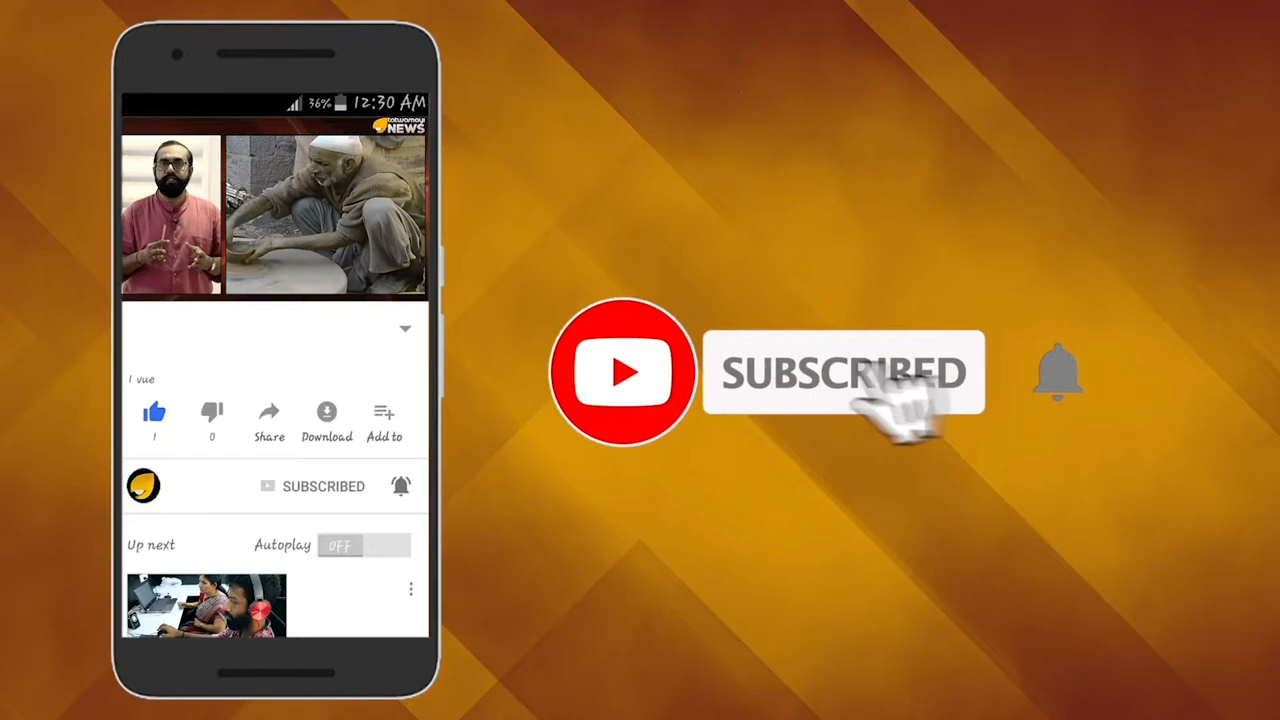 36% 12:30 AM
tatwamayi
NEWS
1 vue
1 0 Share Download Add to
SUBSCRIBED
Up next Autoplay OFF
SUBSCRIBED